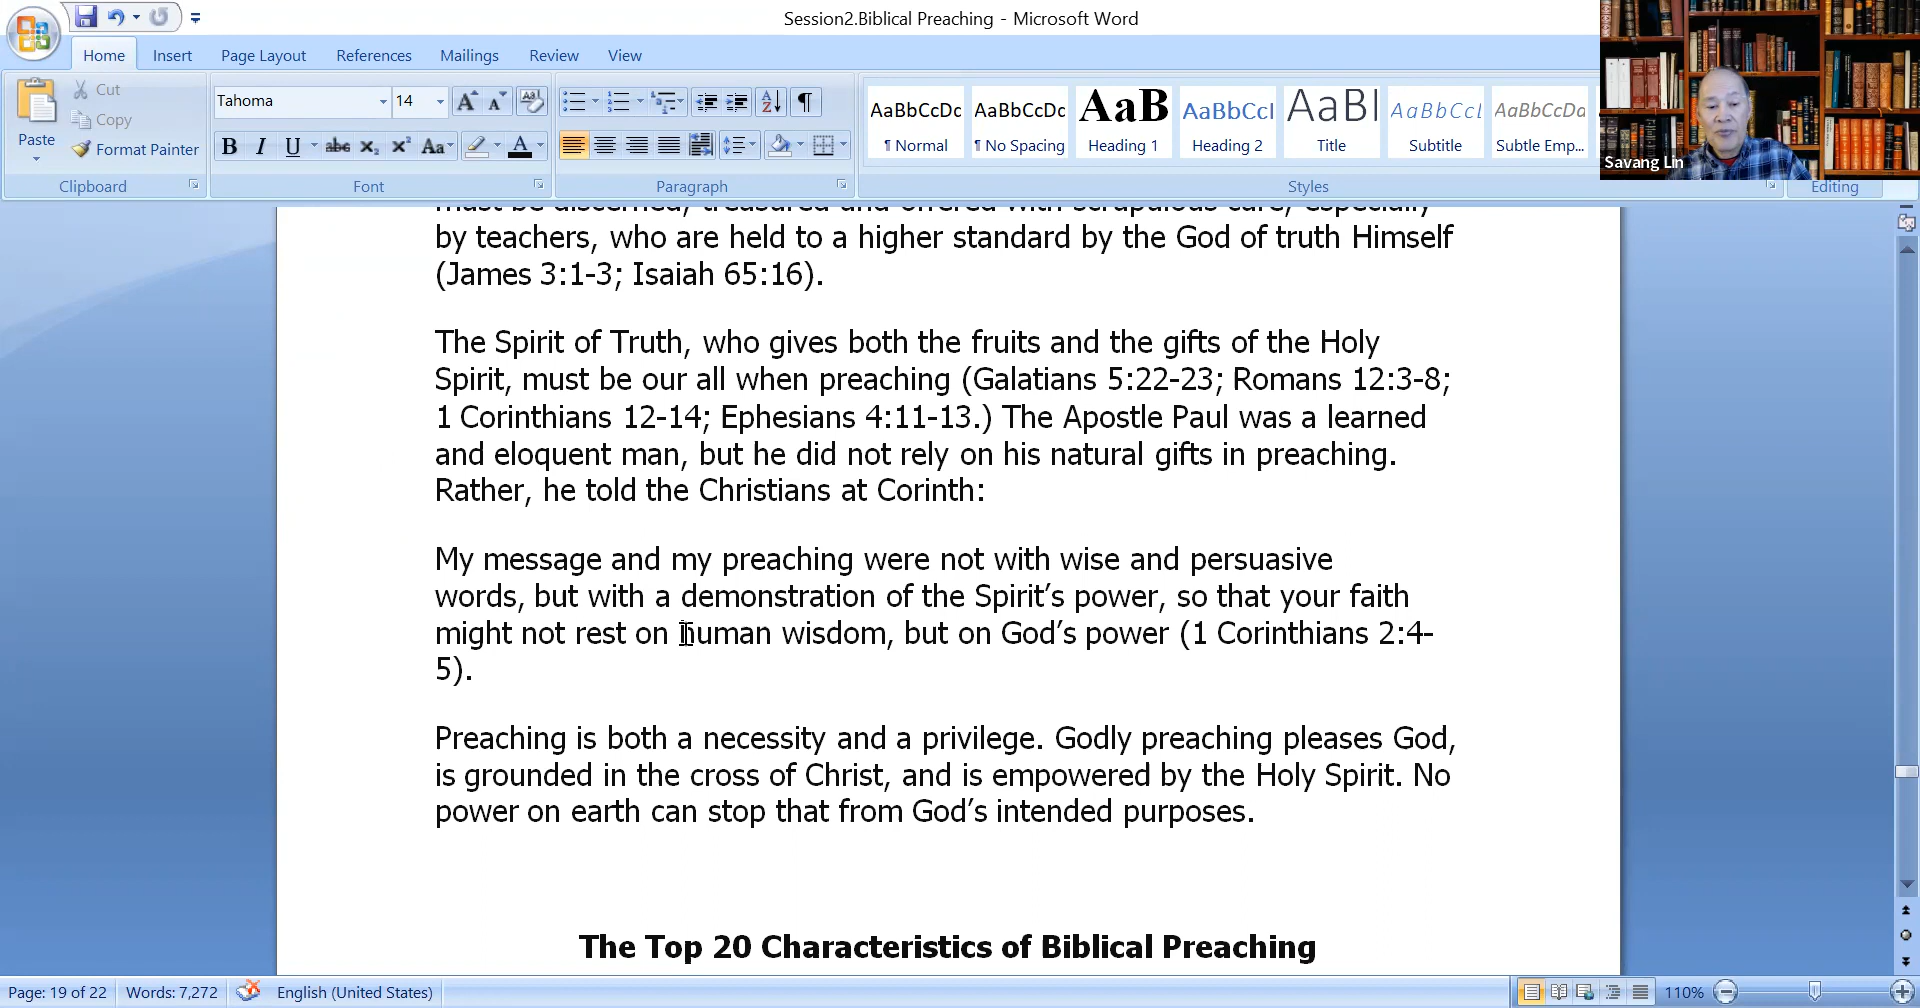 Session2.Biblical Preaching - Microsoft Word
Home Insert Page Layout References Mailings Review View
Paste
Cut
Copy
Format Painter
Clipboard
Tahoma 14
Font
Paragraph
AaBbCcDc AaBbCcDc AaB AaBbCcI AaBl AaBbCcL AaBbCcDa
¶ Normal ¶ No Spacing Heading 1 Heading 2 Title Subtitle Subtle Emp...
Styles
Editing
Savang Lin
must be discerned, treasured and offered with scrupulous care, especially
by teachers, who are held to a higher standard by the God of truth Himself
(James 3:1-3; Isaiah 65:16).
The Spirit of Truth, who gives both the fruits and the gifts of the Holy
Spirit, must be our all when preaching (Galatians 5:22-23; Romans 12:3-8;
1 Corinthians 12-14; Ephesians 4:11-13.) The Apostle Paul was a learned
and eloquent man, but he did not rely on his natural gifts in preaching.
Rather, he told the Christians at Corinth:
My message and my preaching were not with wise and persuasive
words, but with a demonstration of the Spirit’s power, so that your faith
might not rest on human wisdom, but on God’s power (1 Corinthians 2:4-
5).
Preaching is both a necessity and a privilege. Godly preaching pleases God,
is grounded in the cross of Christ, and is empowered by the Holy Spirit. No
power on earth can stop that from God’s intended purposes.
The Top 20 Characteristics of Biblical Preaching
Page: 19 of 22 Words: 7,272 English (United States) 110%